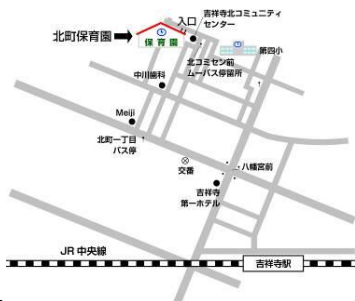 吉祥寺北コミュニティ
センター
入口
北町保育園
保育園
第四小
北コミセン前
ムーバス停留所
中川歯科
Meiji
北町一丁目
バス停
交番
八幡宮前
吉祥寺
第一ホテル
JR 中央線
吉祥寺駅